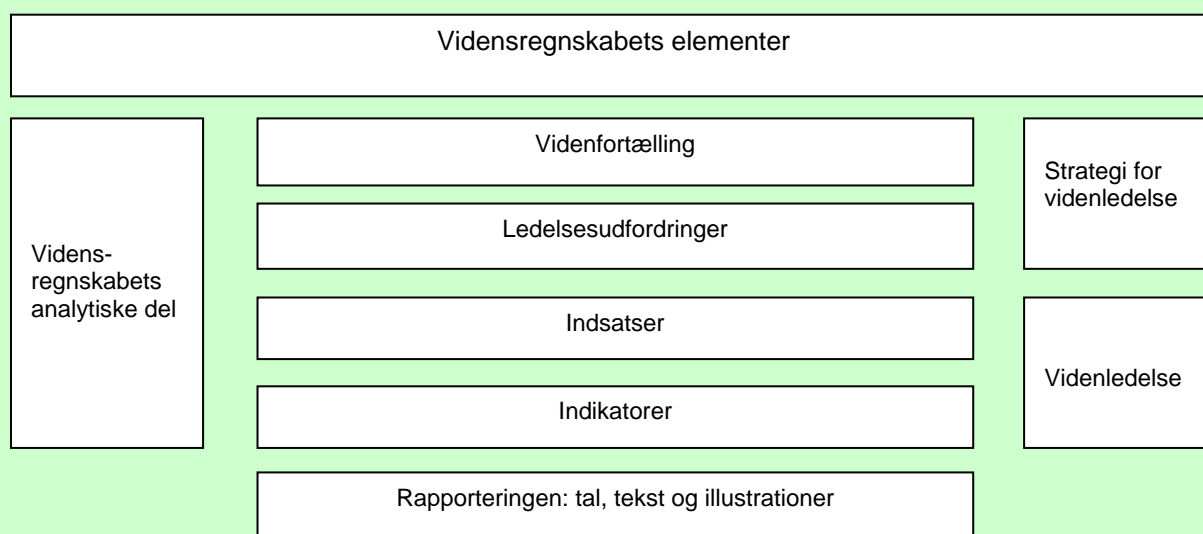 Vidensregnskabets elementer
Videns-
regnskabets
analytiske del
Videnfortælling
Ledelsesudfordringer
Indsatser
Indikatorer
Rapporteringen: tal, tekst og illustrationer
Strategi for
videnledelse
Videnledelse